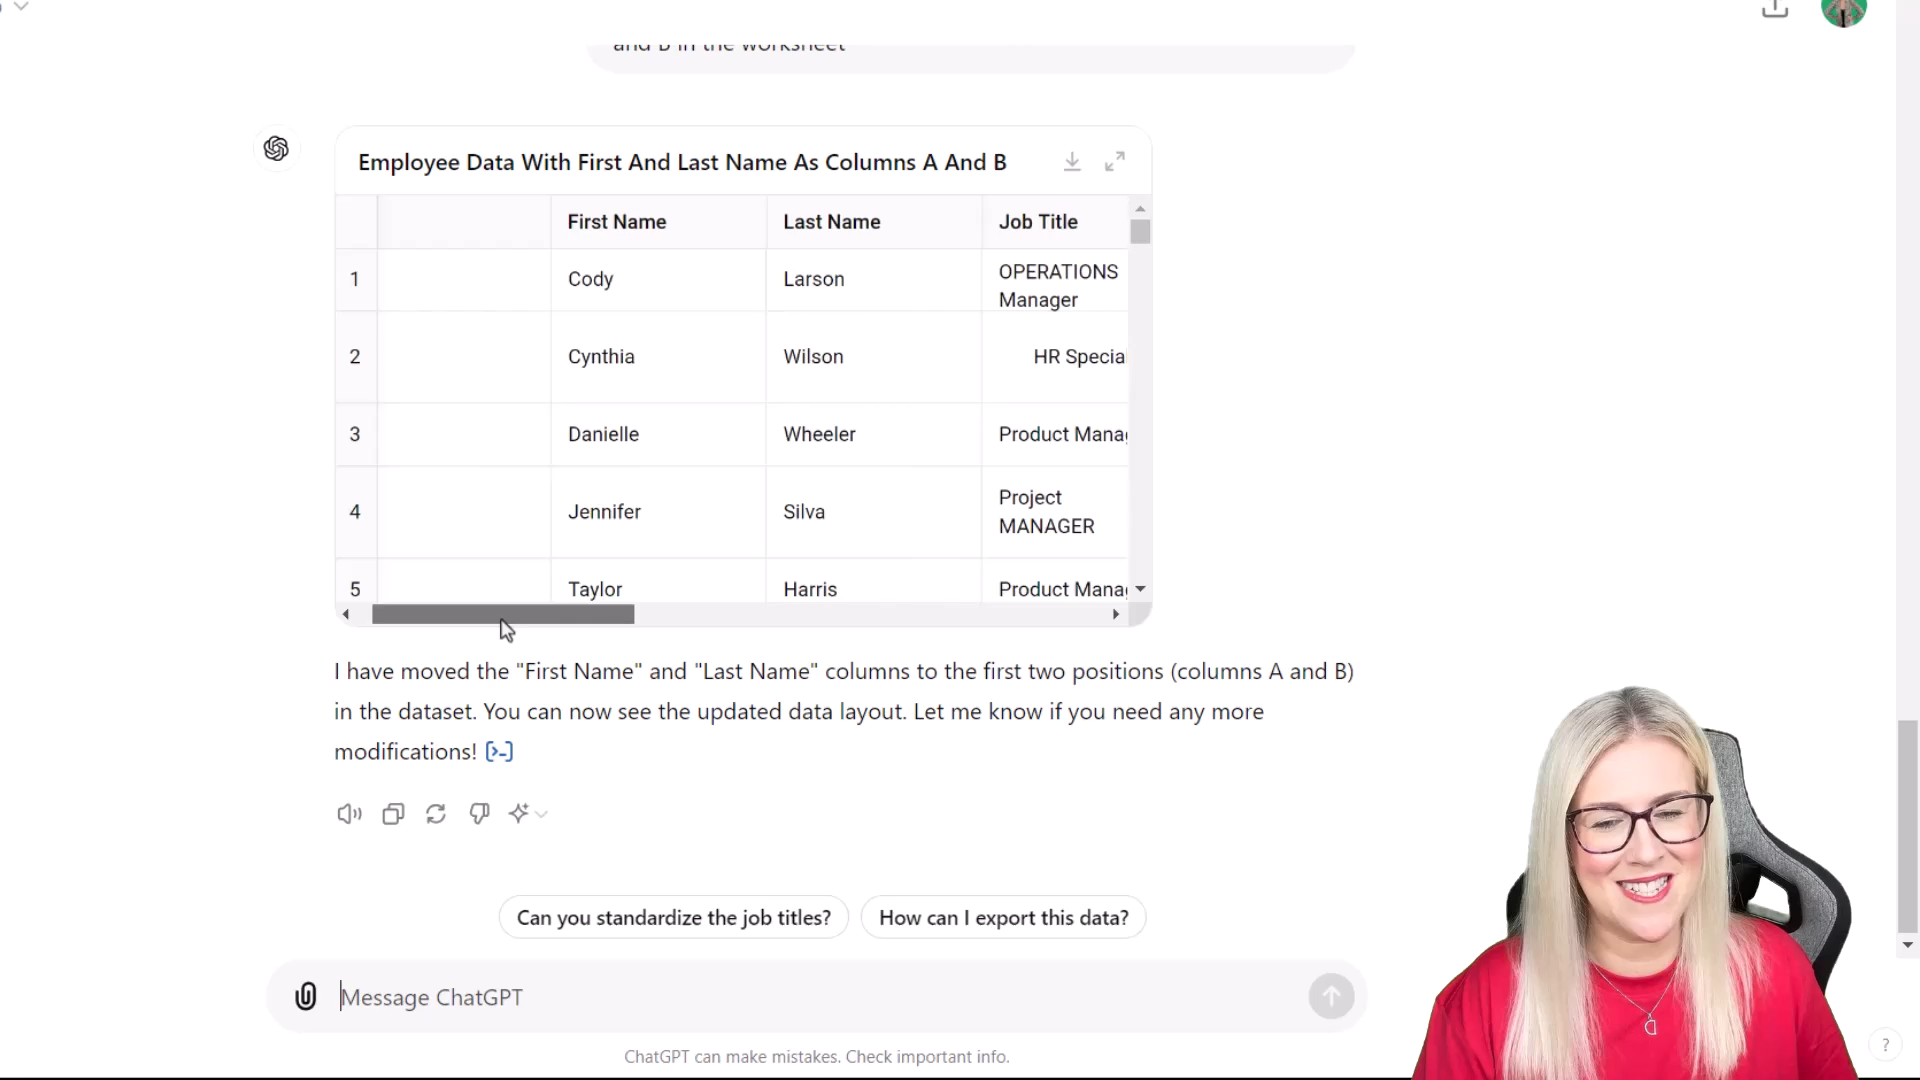 and B in the worksheet
Employee Data With First And Last Name As Columns A And B
First Name Last Name Job Title
1 Cody Larson OPERATIONS
Manager
2 Cynthia Wilson HR Specia
3 Danielle Wheeler Product Mana
4 Jennifer Silva Project
MANAGER
5 Taylor Harris Product Mana
I have moved the "First Name" and "Last Name" columns to the first two positions (columns A and B)
in the dataset. You can now see the updated data layout. Let me know if you need any more
modifications! [>-]
Can you standardize the job titles? How can I export this data?
Message ChatGPT
ChatGPT can make mistakes. Check important info.
?